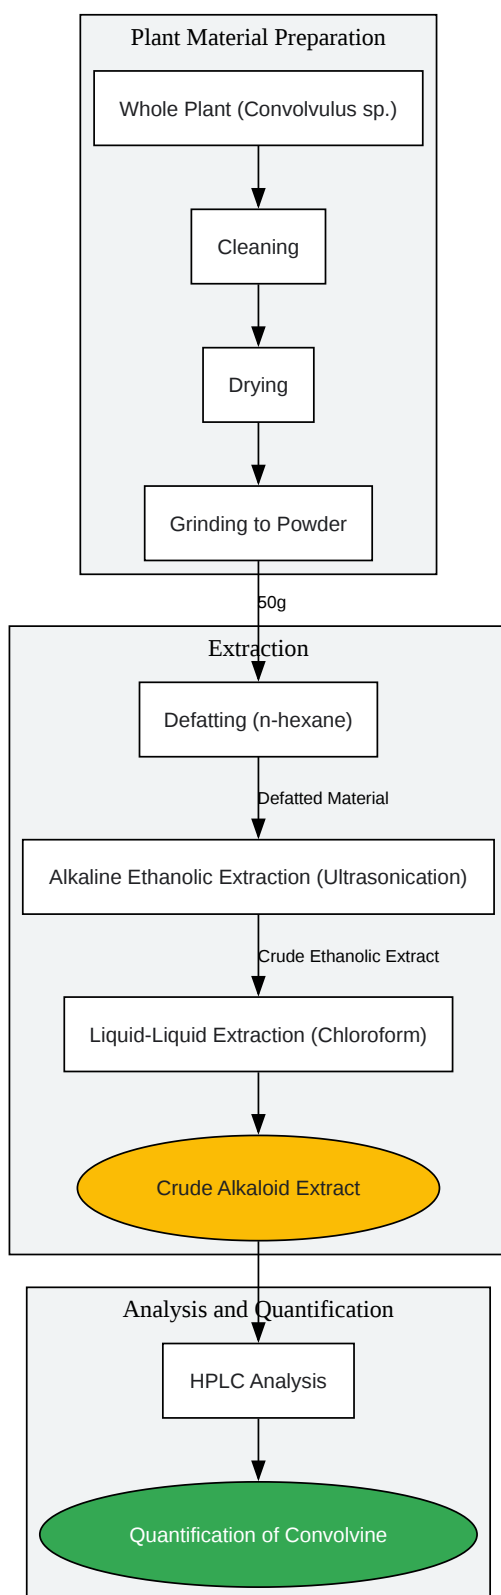 Plant Material Preparation
Whole Plant (Convolvulus sp.)
Cleaning
Drying
Grinding to Powder
50g
Extraction
Defatting (n-hexane)
Defatted Material
Alkaline Ethanolic Extraction (Ultrasonication)
Crude Ethanolic Extract
Liquid-Liquid Extraction (Chloroform)
Crude Alkaloid Extract
Analysis and Quantification
HPLC Analysis
Quantification of Convolvine